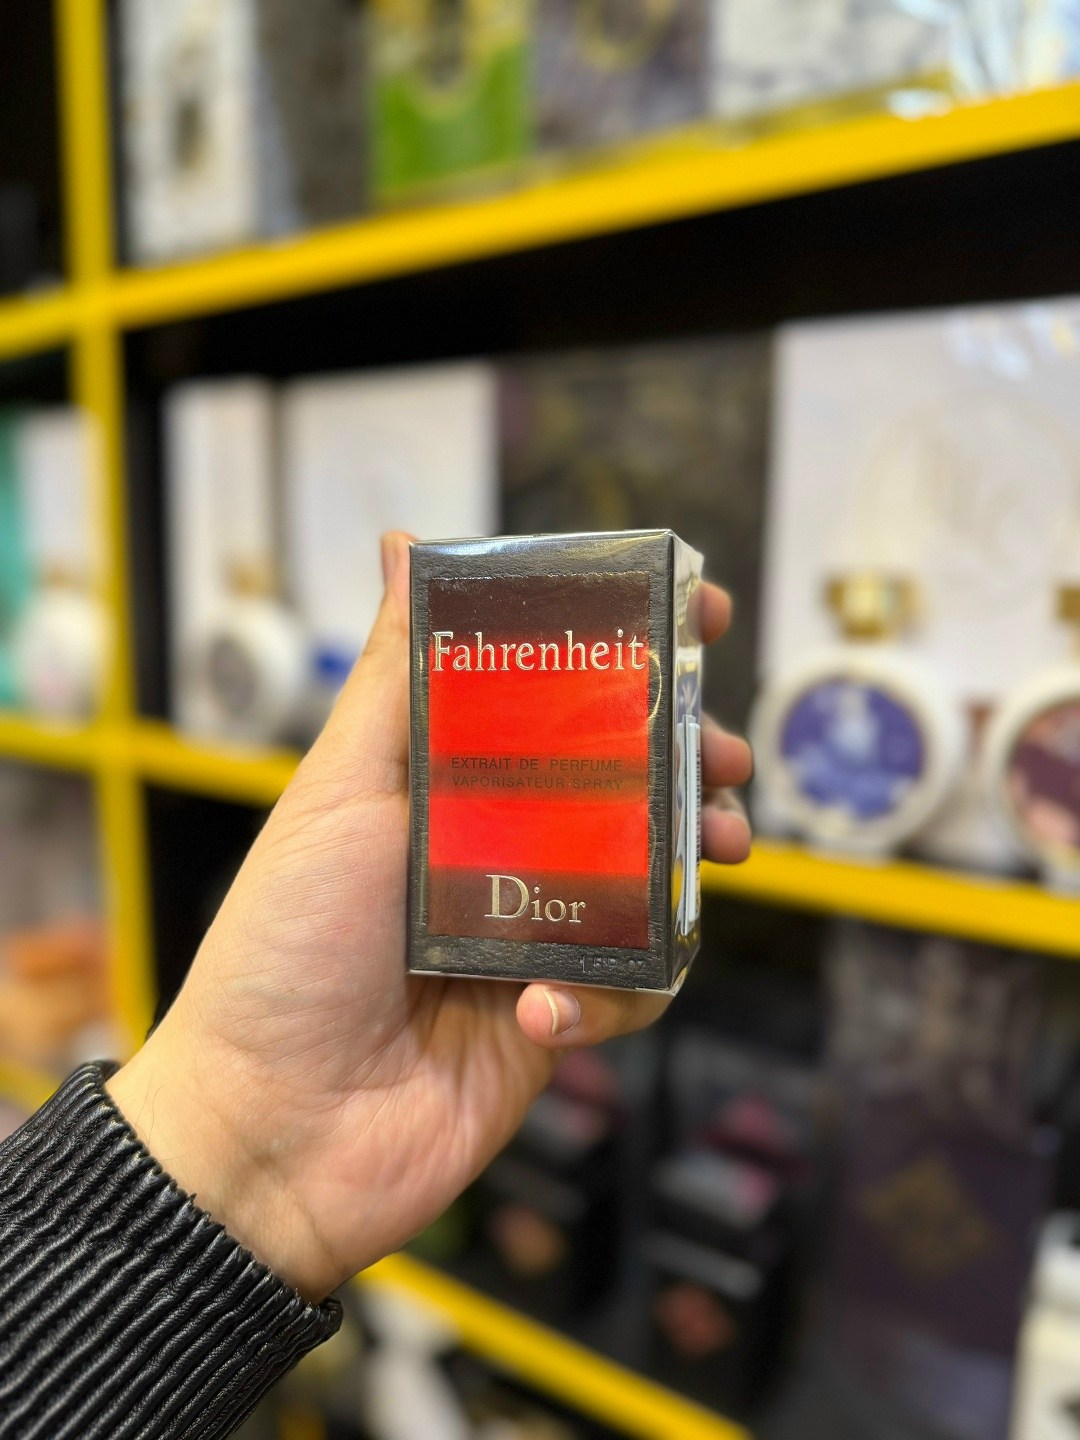 Fahrenheit
EXTRAIT DE PERFUME
VAPORISATEUR SPRAY
Dior